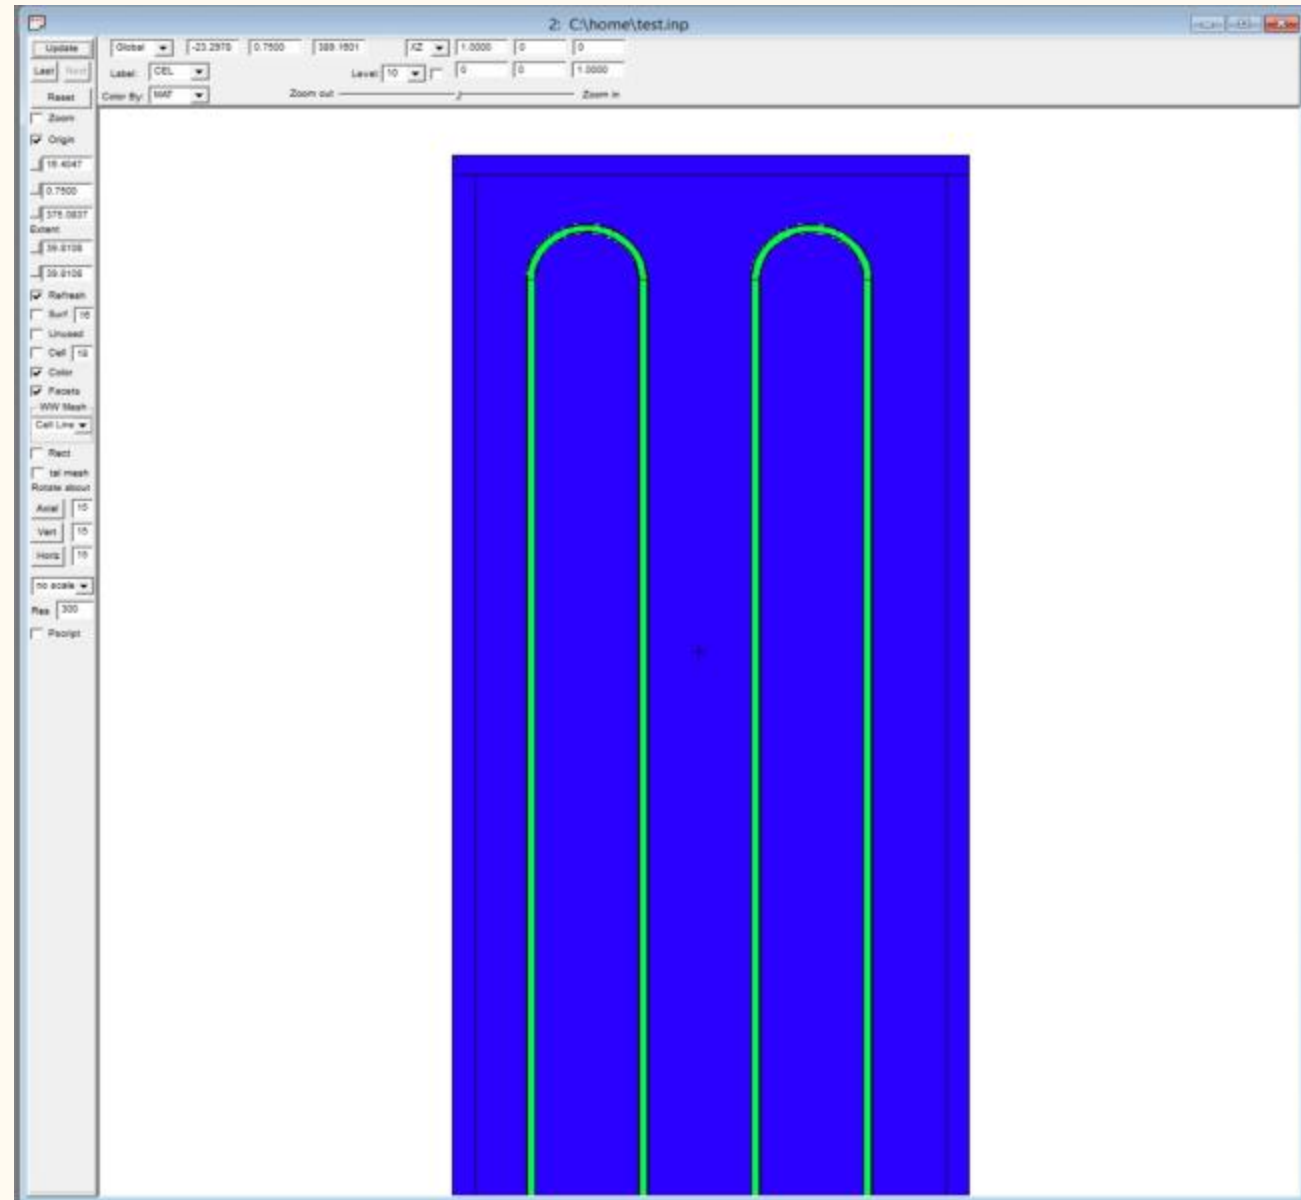 2: C:\home\test.inp
Update Global -23.2978 0.7500 389.1601 XZ 1.0000 0 0
Last Next Label: CEL Level: 10 0 0 1.0000
Reset Color By: MAT Zoom out Zoom in
Zoom
Origin
0.7500
Extent
Refresh
Surf
Unused
Cell
Color
Facets
WW Mesh
Cell Line
Rect
tal mesh
Rotate about
Axial
Vert 15
Horiz
no scale
Res 300
Pscript